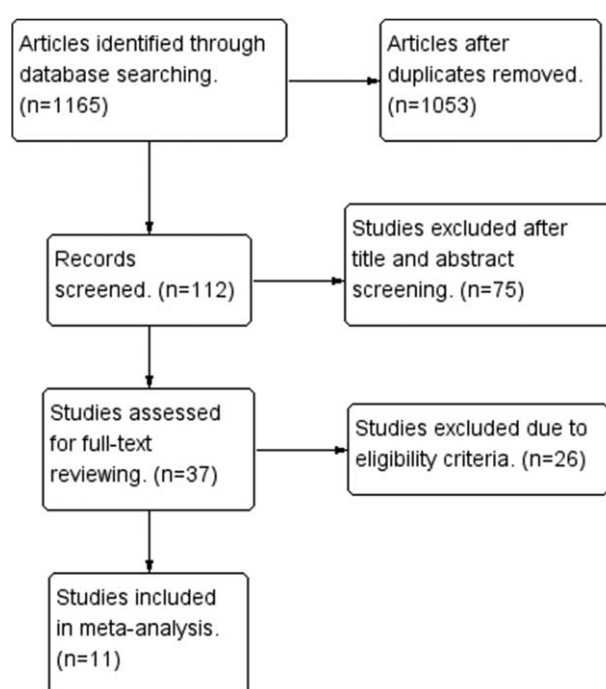 Articles identified through
database searching.
(n=1165)
Articles after
duplicates removed.
(n=1053)
Records
screened. (n=112)
Studies excluded after
title and abstract
screening. (n=75)
Studies assessed
for full-text
reviewing. (n=37)
Studies excluded due to
eligibility criteria. (n=26)
Studies included
in meta-analysis.
(n=11)